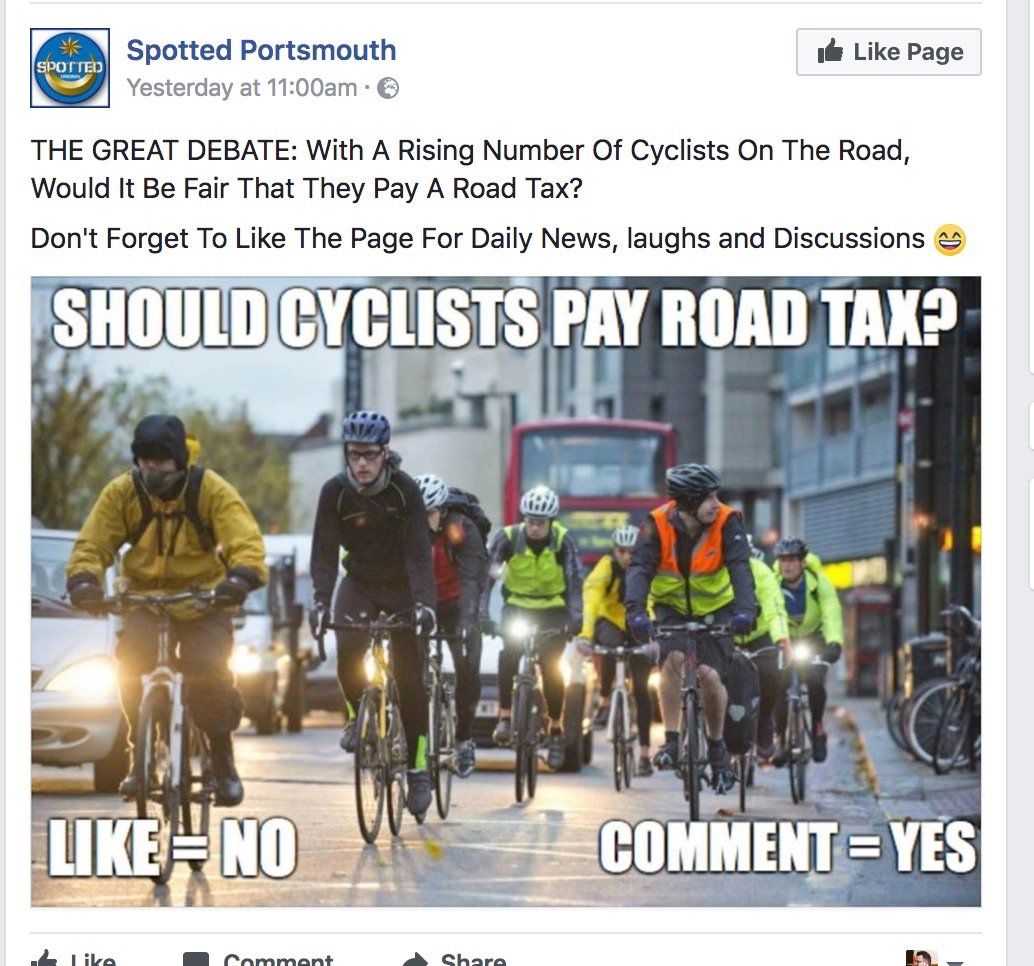 SPOTTED
Spotted Portsmouth
Like Page
Yesterday at 11:00am ·
THE GREAT DEBATE: With A Rising Number Of Cyclists On The Road,
Would It Be Fair That They Pay A Road Tax?
Don't Forget To Like The Page For Daily News, laughs and Discussions 😄
SHOULD CYCLISTS PAY ROAD TAX?
LIKE = NO
COMMENT = YES
Like
Comment
Share